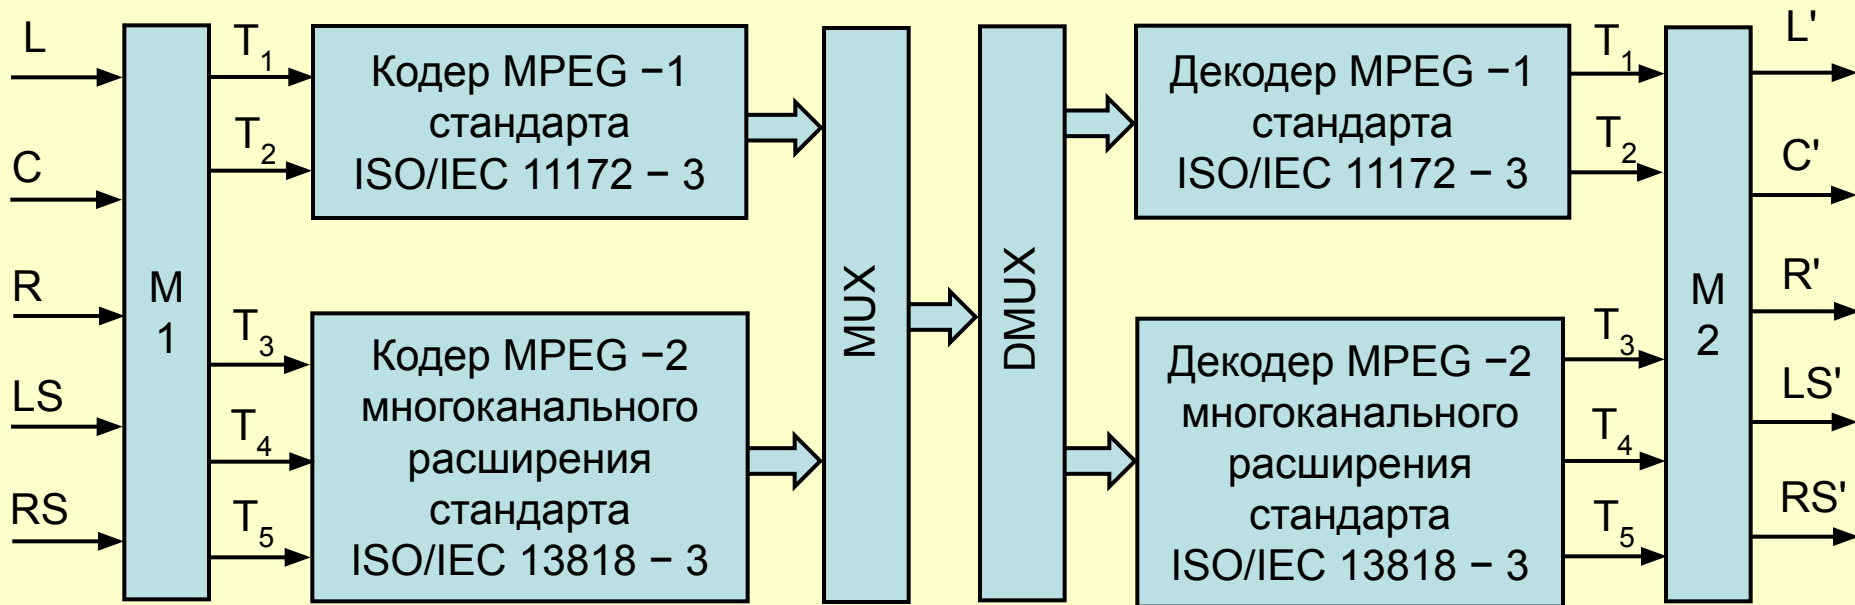 L
C
R
LS
RS
М
1
T1
T2
T3
T4
T5
Кодер MPEG −1
стандарта
ISO/IEC 11172 − 3
Кодер MPEG −2
многоканального
расширения
стандарта
ISO/IEC 13818 − 3
MUX
DMUX
Декодер MPEG −1
стандарта
ISO/IEC 11172 − 3
Декодер MPEG −2
многоканального
расширения
стандарта
ISO/IEC 13818 − 3
T1
T2
T3
T4
T5
М
2
L'
C'
R'
LS'
RS'